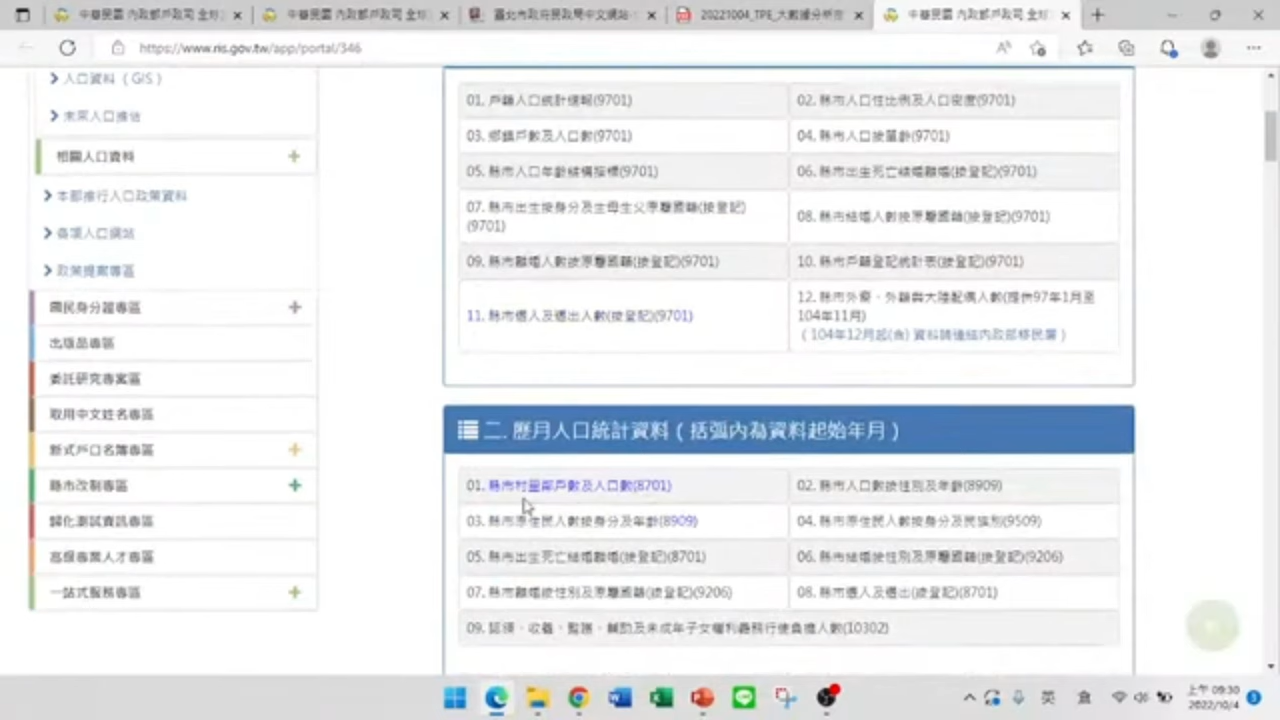 中華民國 內政部戶政司 全球
中華民國 內政部戶政司 全球
臺北市政府民政局中文網站-
20221004_TPE_大數據分析
中華民國 內政部戶政司 全球
https://www.ris.gov.tw/app/portal/346
人口資料（GIS）
未來人口推估
相關人口資料
本部推行人口政策資料
各項人口網站
政策提案專區
國民身分證專區
出版品專區
委託研究專案區
取用中文姓名專區
新式戶口名簿專區
縣市改制專區
歸化測試資訊專區
高級專業人才專區
一站式服務專區
01. 戶籍人口統計速報(9701)
02. 縣市人口性比例及人口密度(9701)
03. 鄉鎮戶數及人口數(9701)
04. 縣市人口按單齡(9701)
05. 縣市人口年齡結構指標(9701)
06. 縣市出生死亡結婚離婚(按登記)(9701)
07. 縣市出生按身分及生母生父原屬國籍(按登記)
(9701)
08. 縣市結婚人數按原屬國籍(按登記)(9701)
09. 縣市離婚人數按原屬國籍(按登記)(9701)
10. 縣市戶籍登記統計表(按登記)(9701)
11. 縣市遷入及遷出人數(按登記)(9701)
12. 縣市外裔、外籍與大陸配偶人數(提供97年1月至
104年11月)
（104年12月起(含) 資料請連結內政部移民署）
二. 歷月人口統計資料（括弧內為資料起始年月）
01. 縣市村里鄰戶數及人口數(8701)
02. 縣市人口數按性別及年齡(8909)
03. 縣市原住民人數按身分及年齡(8909)
04. 縣市原住民人數按身分及民族別(9509)
05. 縣市出生死亡結婚離婚(按登記)(8701)
06. 縣市結婚按性別及原屬國籍(按登記)(9206)
07. 縣市離婚按性別及原屬國籍(按登記)(9206)
08. 縣市遷入及遷出(按登記)(8701)
09. 認領、收養、監護、輔助及未成年子女權利義務行使負擔人數(10302)
英
上午 09:30
2022/10/4